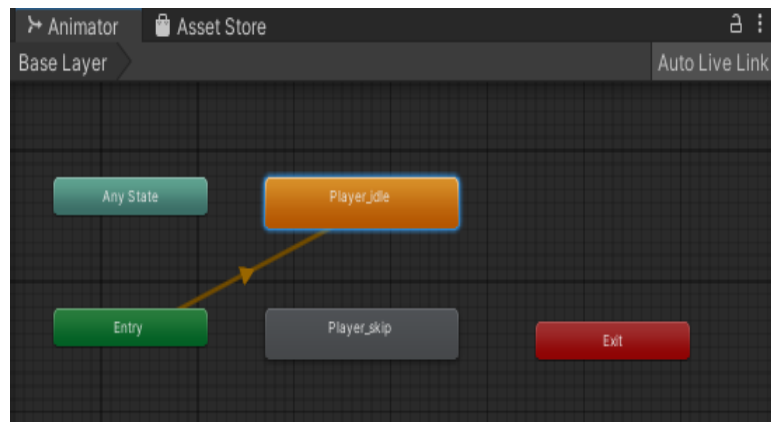 Animator Asset Store
Base Layer Auto Live Link
Any State Player_idle
Entry Player_skip Exit